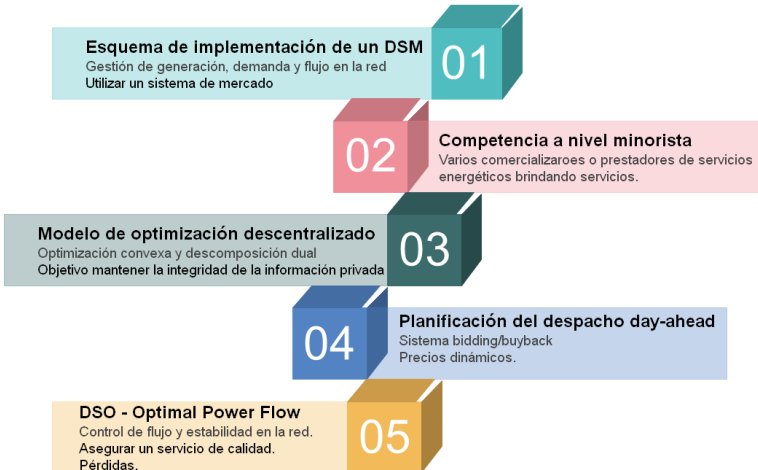 Esquema de implementación de un DSM
Gestión de generación, demanda y flujo en la red
Utilizar un sistema de mercado
01
02
Competencia a nivel minorista
Varios comercializaroes o prestadores de servicios
energéticos brindando servicios.
Modelo de optimización descentralizado
Optimización convexa y descomposición dual
Objetivo mantener la integridad de la información privada
03
04
Planificación del despacho day-ahead
Sistema bidding/buyback
Precios dinámicos.
DSO - Optimal Power Flow
Control de flujo y estabilidad en la red.
Asegurar un servicio de calidad.
Pérdidas.
05